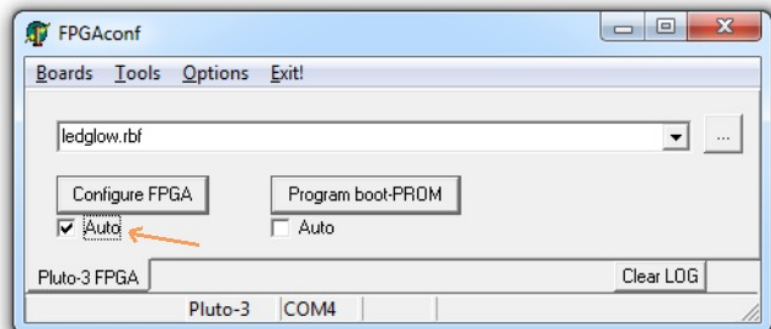 FPGAconf
Boards Tools Options Exit!
ledglow.rbf ...
Configure FPGA Program boot-PROM
Auto Auto
Pluto-3 FPGA Clear LOG
Pluto-3 COM4